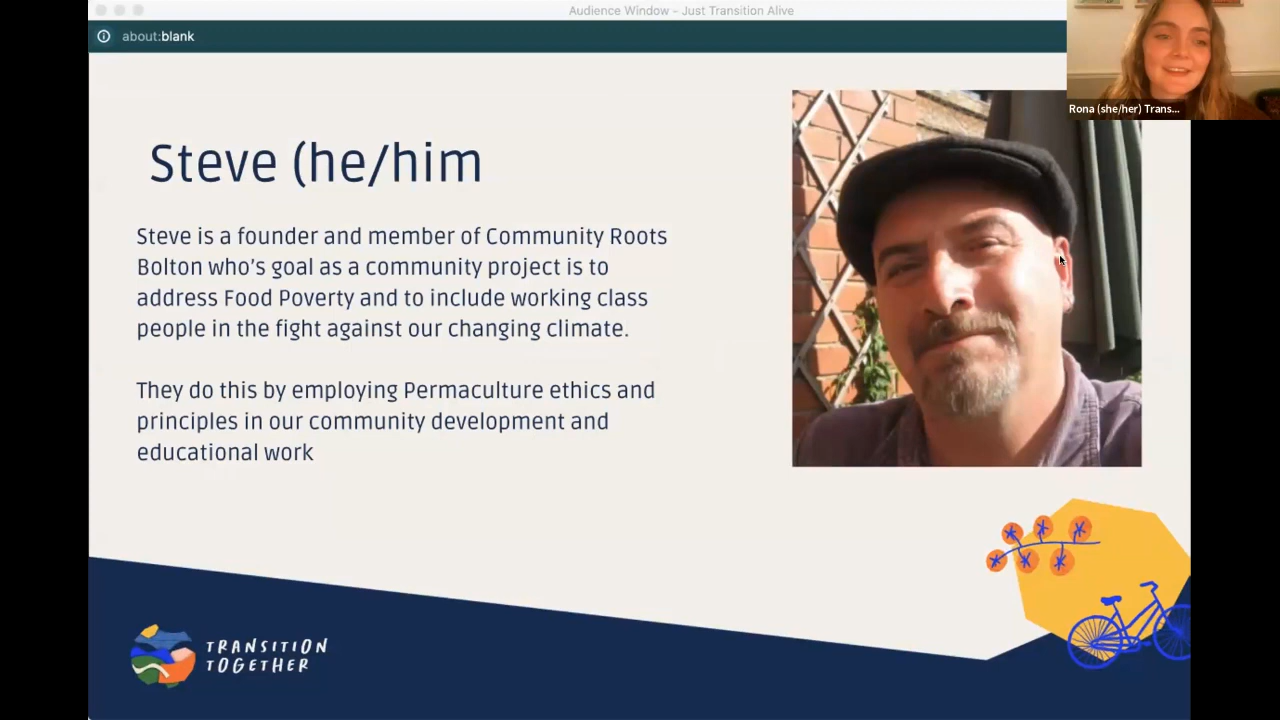 Audience Window - Just Transition Alive
about:blank
Rona (she/her) Trans...
Steve (he/him
Steve is a founder and member of Community Roots
Bolton who's goal as a community project is to
address Food Poverty and to include working class
people in the fight against our changing climate.
They do this by employing Permaculture ethics and
principles in our community development and
educational work
TRANSITION
TOGETHER